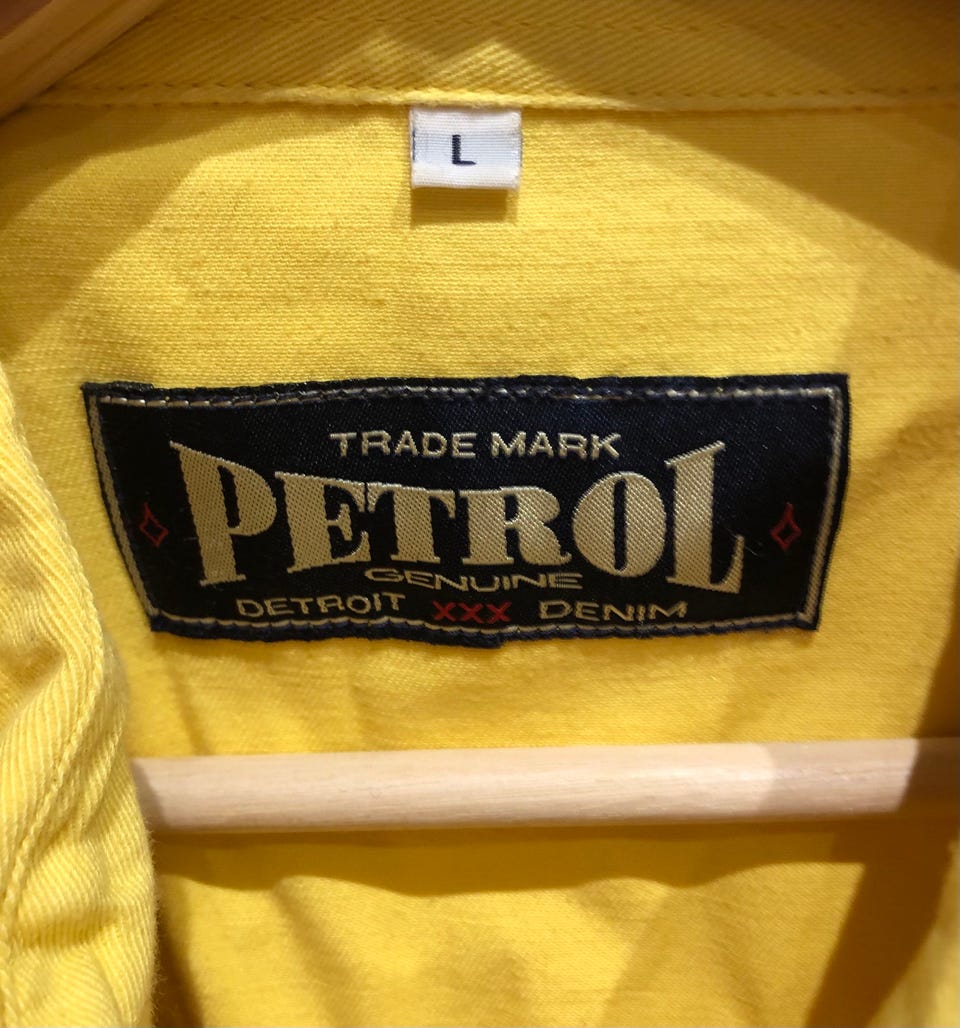 L
TRADE MARK
PETROL
GENUINE
DETROIT XXX DENIM